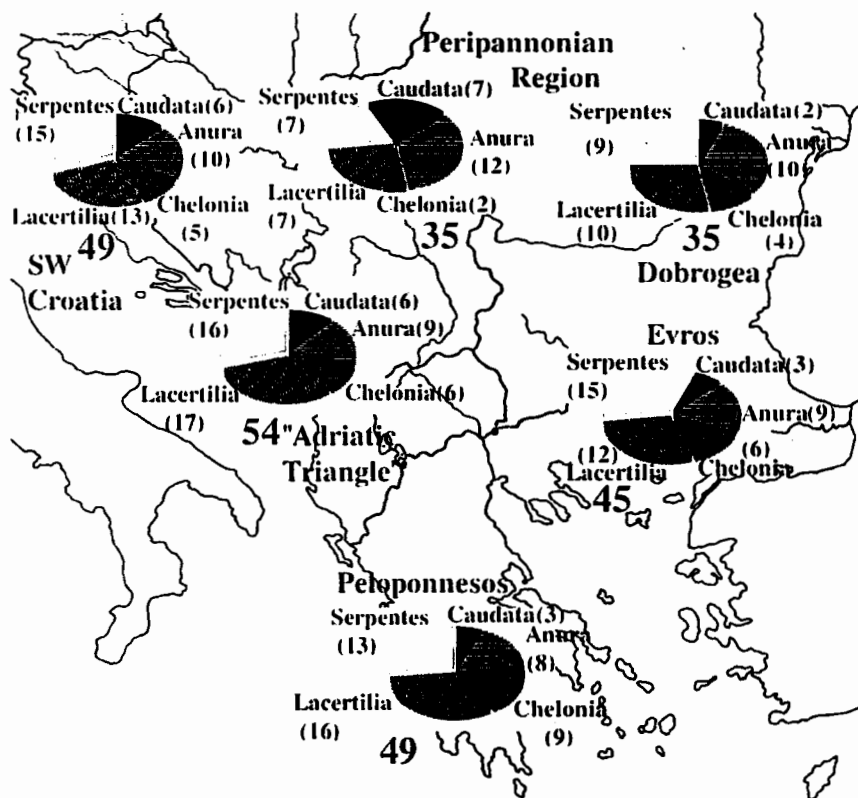 Peripannonian
Region
Serpentes Caudata(6)
(15)
Anura
(10)
Lacertilia(13)
Chelonia
(5)
49
SW
Croatia
Serpentes
(7)
Caudata(7)
Anura
(12)
Lacertilia
(7)
Chelonia(2)
35
Serpentes
(9)
Caudata(2)
Anura
(10)
Lacertilia
(10)
Chelonia
(4)
35
Dobrogea
Serpentes
(16)
Caudata(6)
Anura(9)
Lacertilia
(17)
Chelonia(6)
54 "Adriatic
Triangle"
Evros
Serpentes
(15)
Caudata(3)
Anura(9)
(6)
Chelonia
(12)
Lacertilia
45
Peloponnesos
Serpentes
(13)
Caudata(3)
Anura
(8)
Lacertilia
(16)
Chelonia
(9)
49